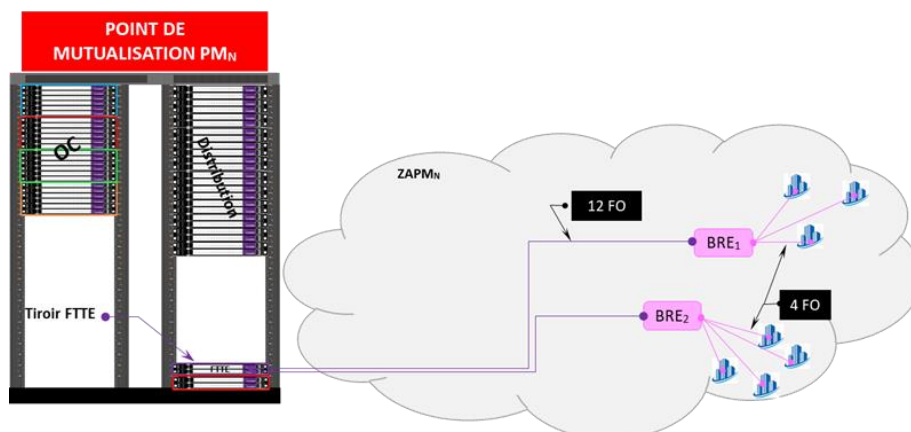 POINT DE
MUTUALISATION PMN
OC
Distribution
ZAPMN
12 FO
BRE1
4 FO
Tiroir FTTE
BRE2
FTTE